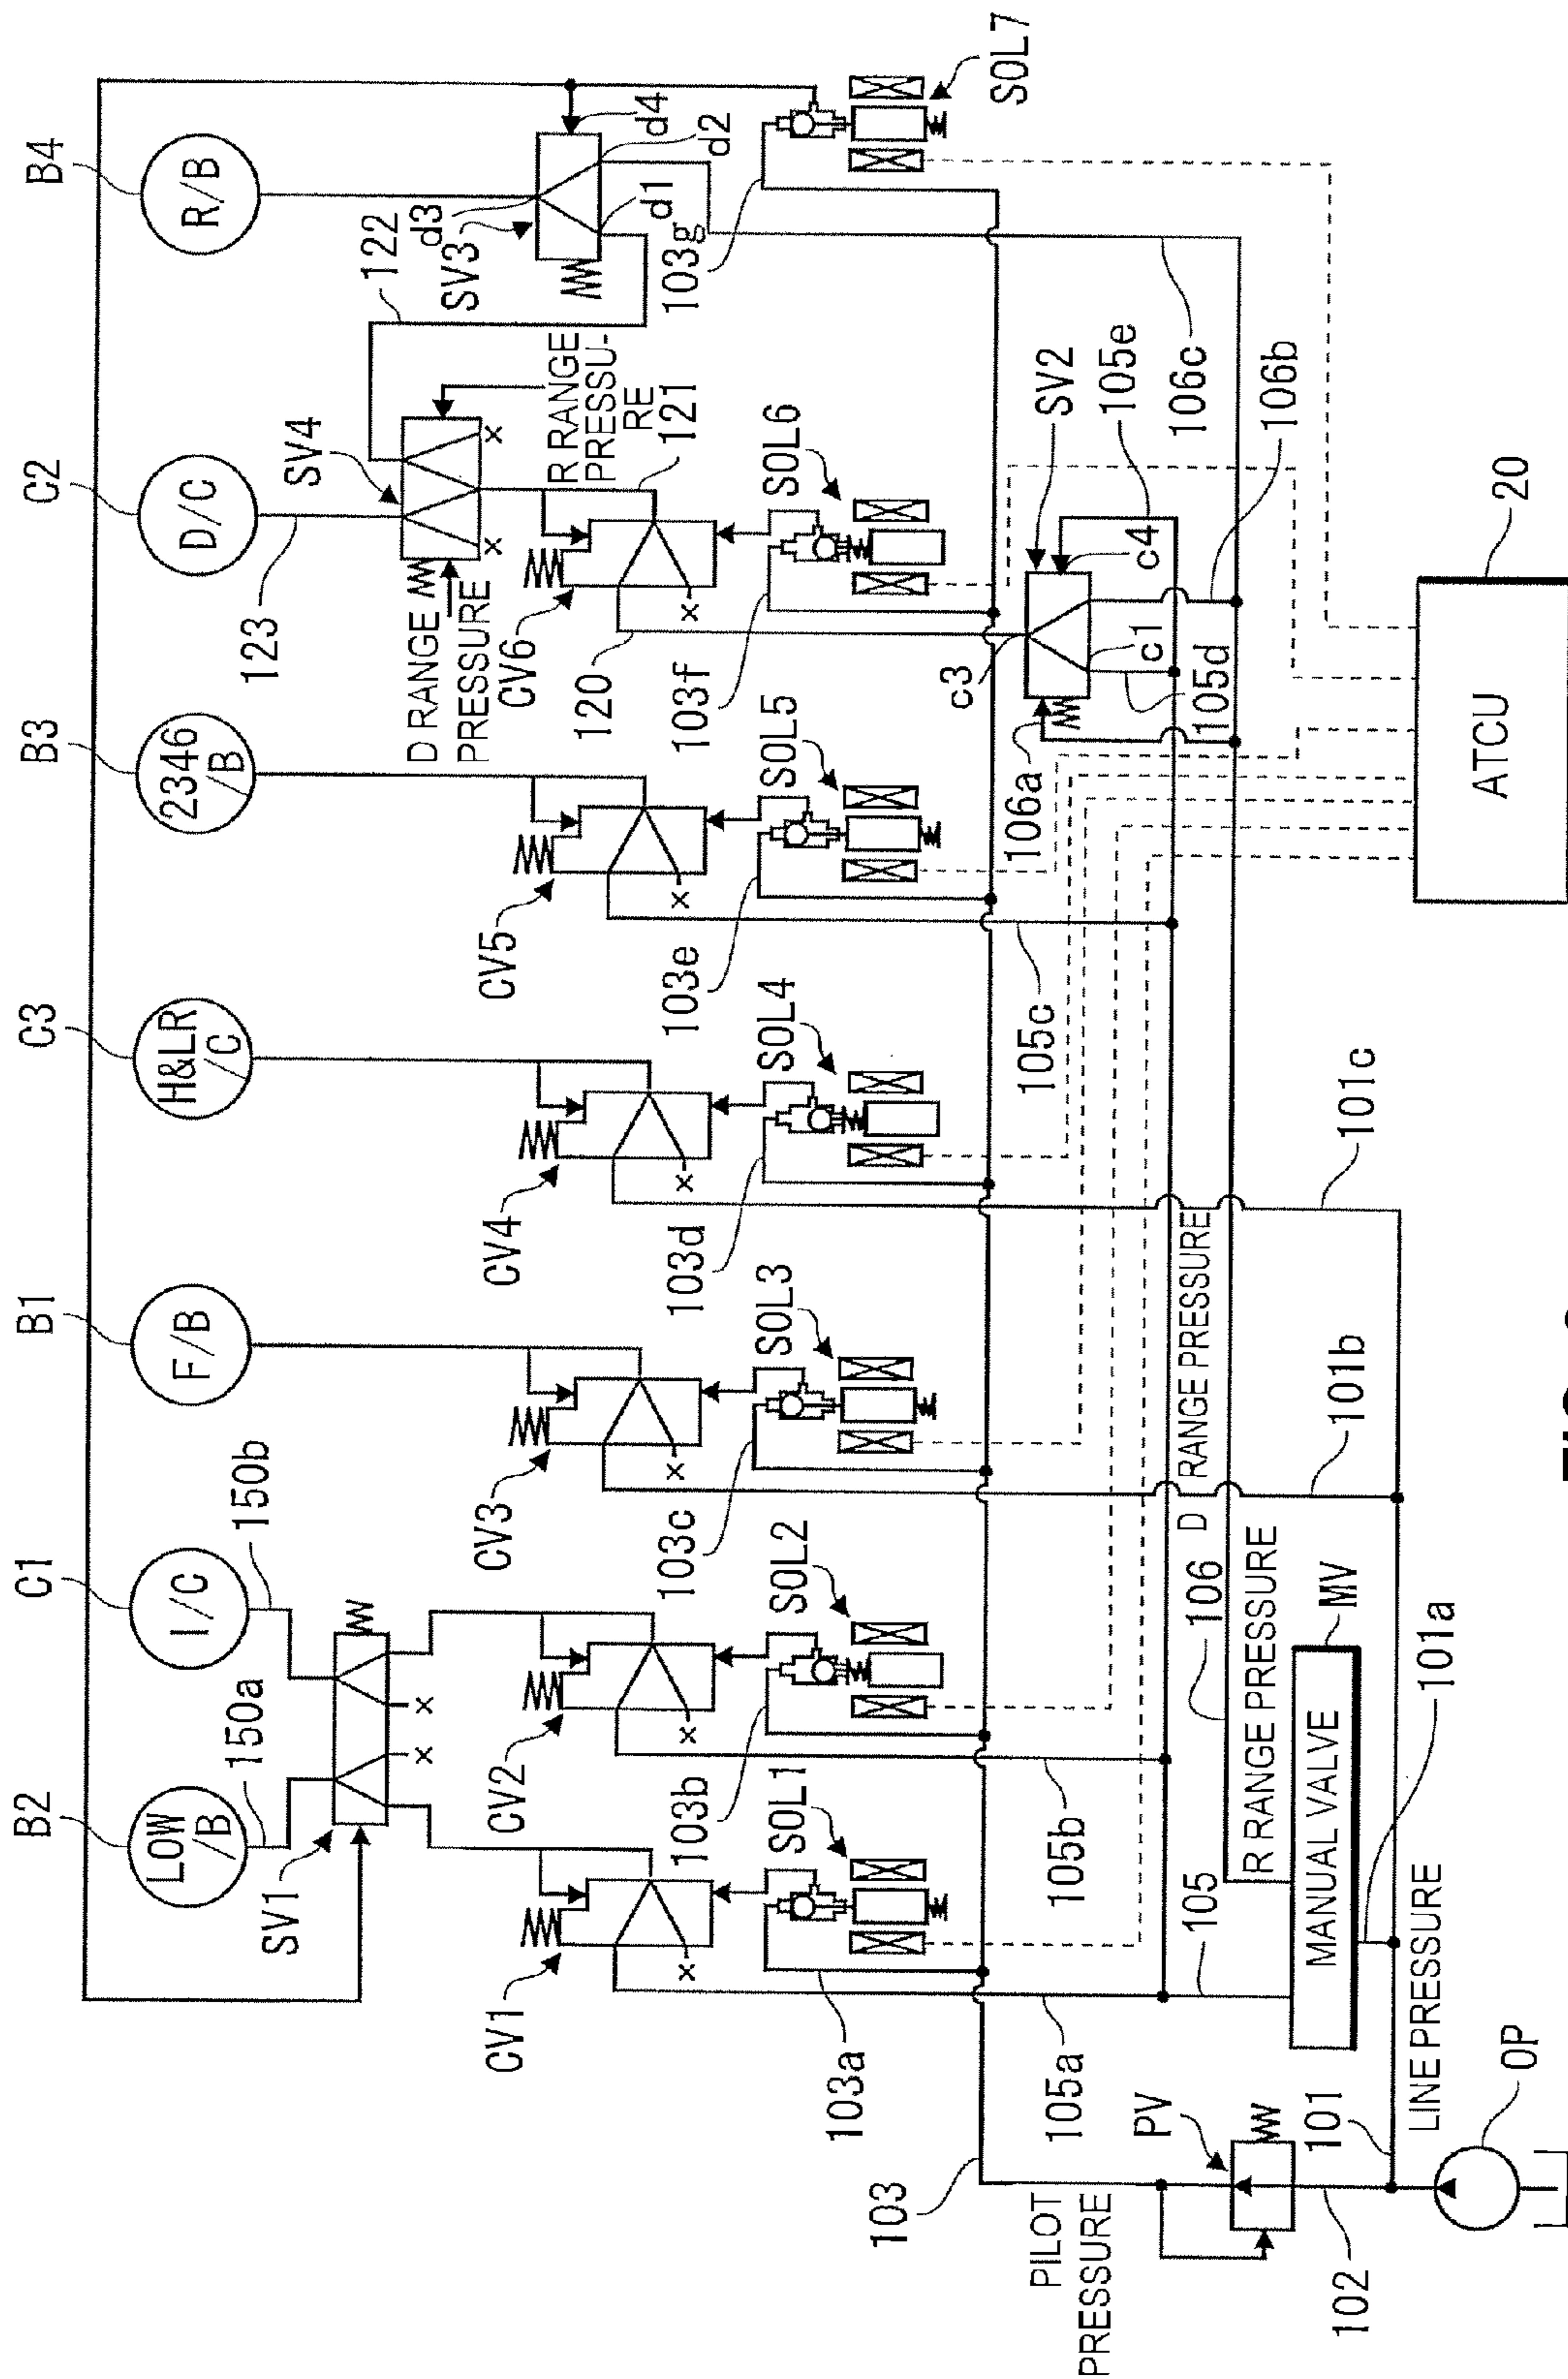 B2
LOW
/B
150a
C1
I/C
150b
B1
F/B
C3
H&LR
/C
B3
2346
/B
C2
D/C
123
B4
R/B
SV1
SV4
122
d3
SV3
d4
d2
d1
D RANGE
PRESSURE
R RANGE
PRESSU-
RE
121
CV1
CV2
CV3
CV4
CV5
CV6
120
x
x
x
x
x
x
x
x
x
x
103a
SOL1
103b
SOL2
103c
SOL3
103d
SOL4
103e
SOL5
103f
SOL6
103g
SOL7
103
PILOT
PRESSURE
105a
105b
105c
c3
SV2
c4
c1
105e
105d
106a
106b
106c
D RANGE PRESSURE
106
R RANGE PRESSURE
105
MANUAL VALVE
MV
101a
101b
101c
PV
102
101
LINE PRESSURE
OP
ATCU
20